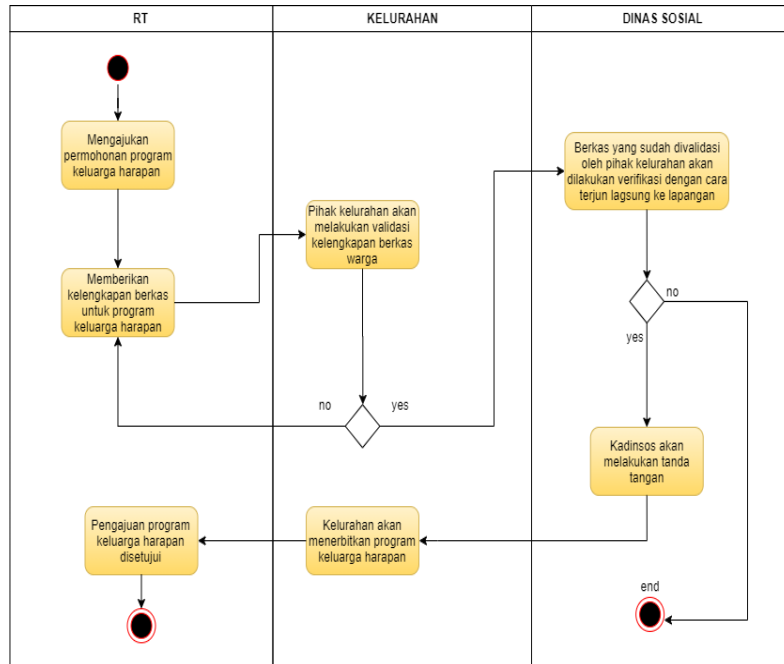 RT
KELURAHAN
DINAS SOSIAL
Mengajukan
permohonan program
keluarga harapan
Memberikan
kelengkapan berkas
untuk program
keluarga harapan
Pihak kelurahan akan
melakukan validasi
kelengkapan berkas
warga
no
yes
Berkas yang sudah divalidasi
oleh pihak kelurahan akan
dilakukan verifikasi dengan cara
terjun lagsung ke lapangan
no
yes
Kadinsos akan
melakukan tanda
tangan
Kelurahan akan
menerbitkan program
keluarga harapan
Pengajuan program
keluarga harapan
disetujui
end